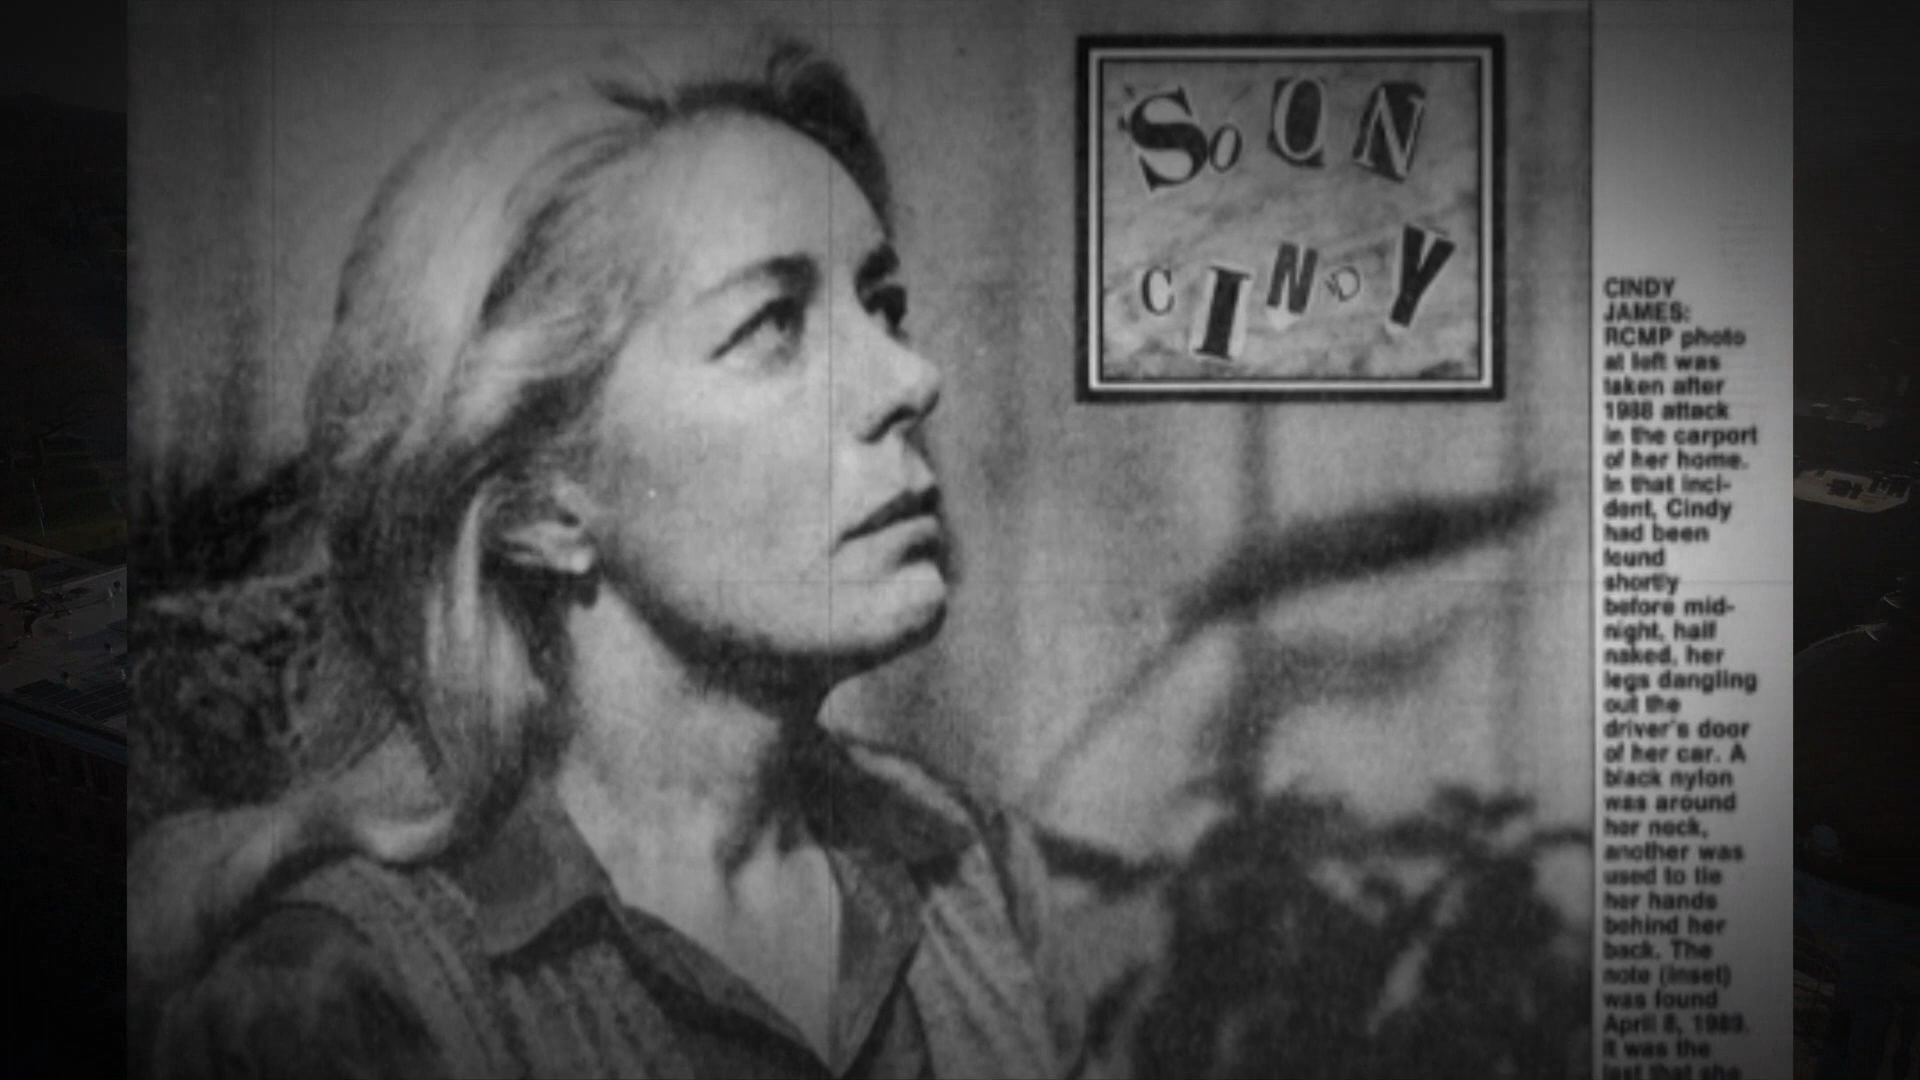 SoON
CINDY
CINDY
JAMES:
RCMP photo
at left was
taken after
1988 attack
in the carport
of her home.
In that inci-
dent, Cindy
had been
found
shortly
before mid-
night, half
naked, her
legs dangling
out the
driver's door
of her car. A
black nylon
was around
her neck,
another was
used to tie
her hands
behind her
back. The
note (inset)
was found
April 8, 1989.
It was the
last that she